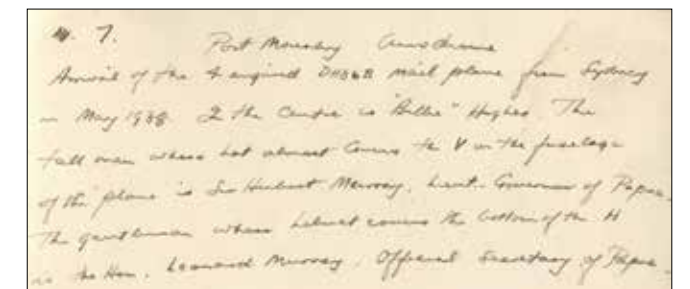 7.
Port Moresby Aerodrome
Arrival of the 4 engined DH86B mail plane from Sydney
in May 1938 In the Centre is "Billie" Hughes The
tall man whose hat almost covers the V on the fuselage
of the plane is Sir Hubert Murray, Lieut. Governor of Papua.
The gentleman whose helmet covers the bottom of the H
is the Hon. Leonard Murray, Official Secretary of Papua.